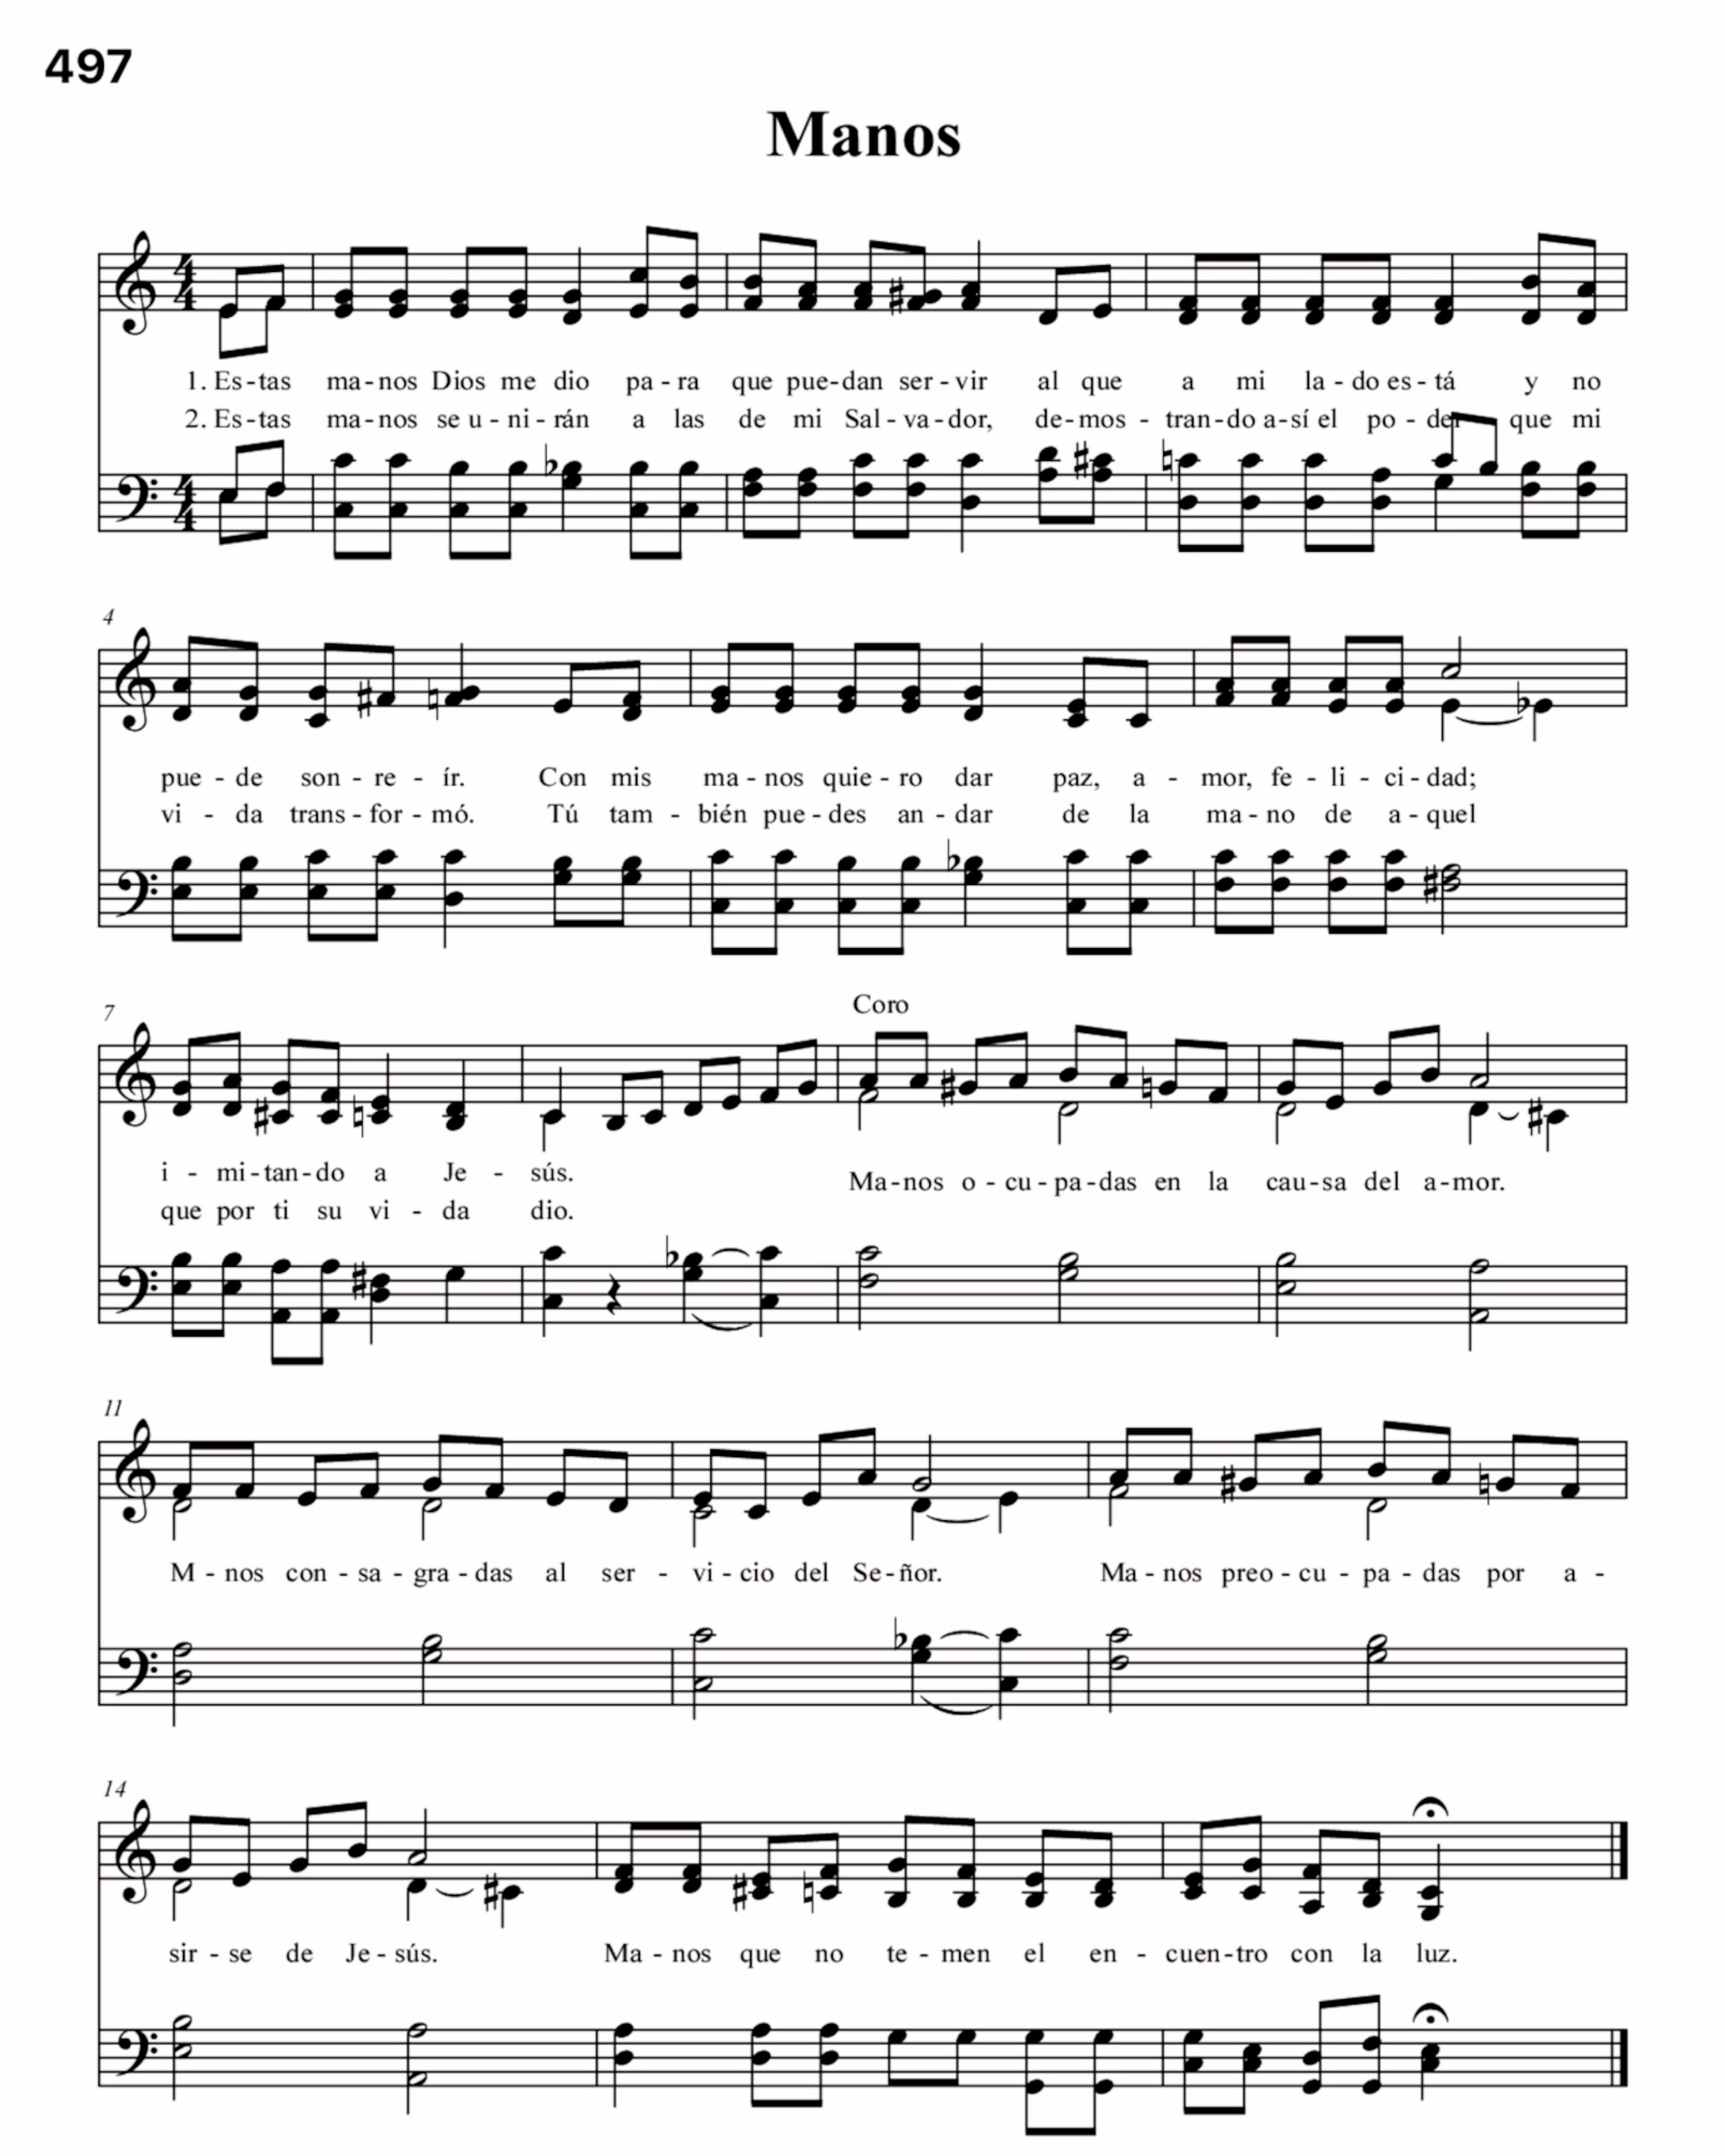 497
Manos
1. Es - tas ma - nos Dios me dio pa - ra que pue - dan ser - vir al que a mi la - do es - tá y no
2. Es - tas ma - nos se u - ni - rán a las de mi Sal - va - dor, de - mos - tran - do a - sí el po - der que mi
4
pue - de son - re - ír. Con mis ma - nos quie - ro dar paz, a - mor, fe - li - ci - dad;
vi - da trans - for - mó. Tú tam - bién pue - des an - dar de la ma - no de a - quel
7
Coro
i - mi - tan - do a Je - sús. Ma - nos o - cu - pa - das en la cau - sa del a - mor.
que por ti su vi - da dio.
11
M - nos con - sa - gra - das al ser - vi - cio del Se - ñor. Ma - nos preo - cu - pa - das por a -
14
sir - se de Je - sús. Ma - nos que no te - men el en - cuen - tro con la luz.